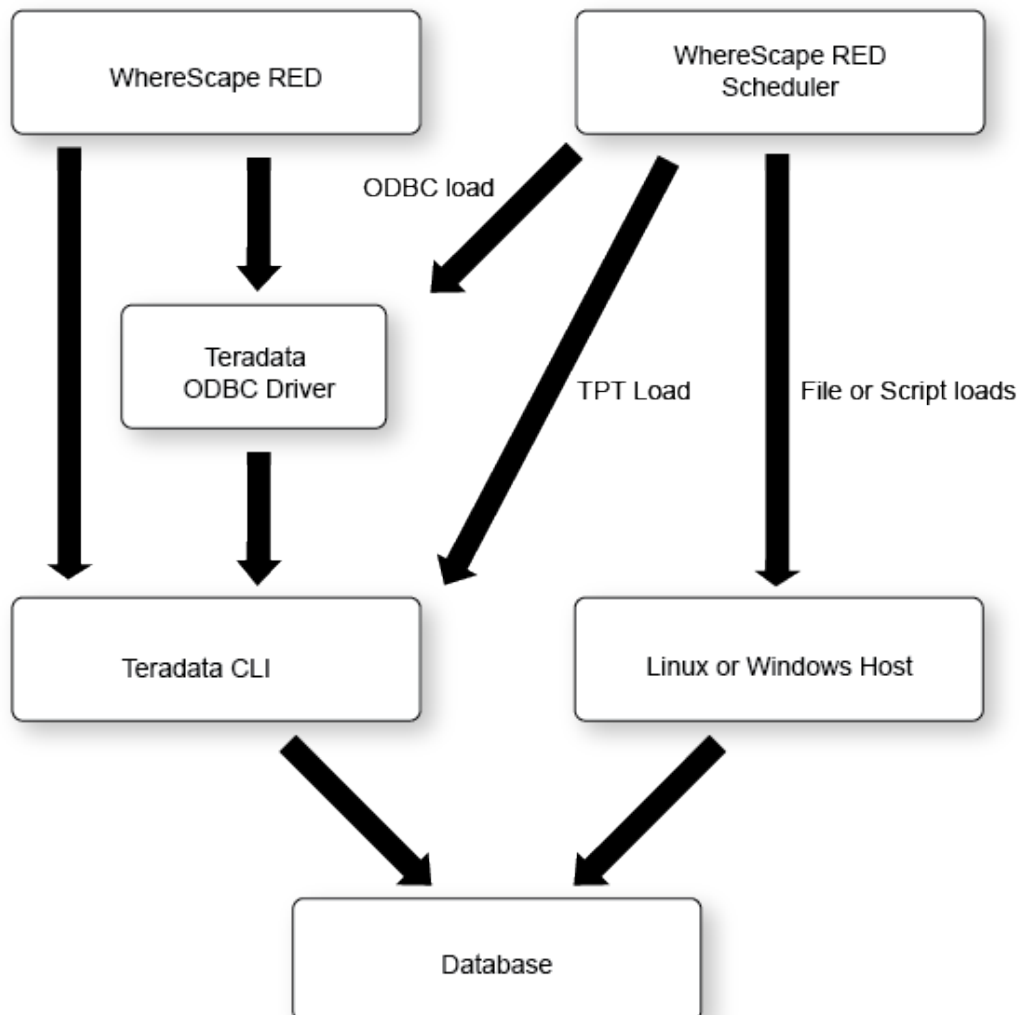 WhereScape RED
WhereScape RED
Scheduler
ODBC load
Teradata
ODBC Driver
TPT Load
File or Script loads
Teradata CLI
Linux or Windows Host
Database